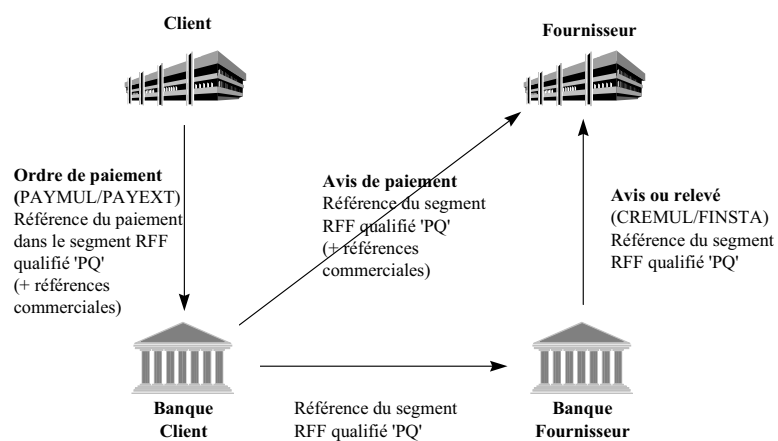 Client
Fournisseur
Ordre de paiement
(PAYMUL/PAYEXT)
Référence du paiement
dans le segment RFF
qualifié 'PQ'
(+ références
commerciales)
Avis de paiement
Référence du segment
RFF qualifié 'PQ'
(+ références
commerciales)
Avis ou relevé
(CREMUL/FINSTA)
Référence du segment
RFF qualifié 'PQ'
Banque
Client
Référence du segment
RFF qualifié 'PQ'
Banque
Fournisseur